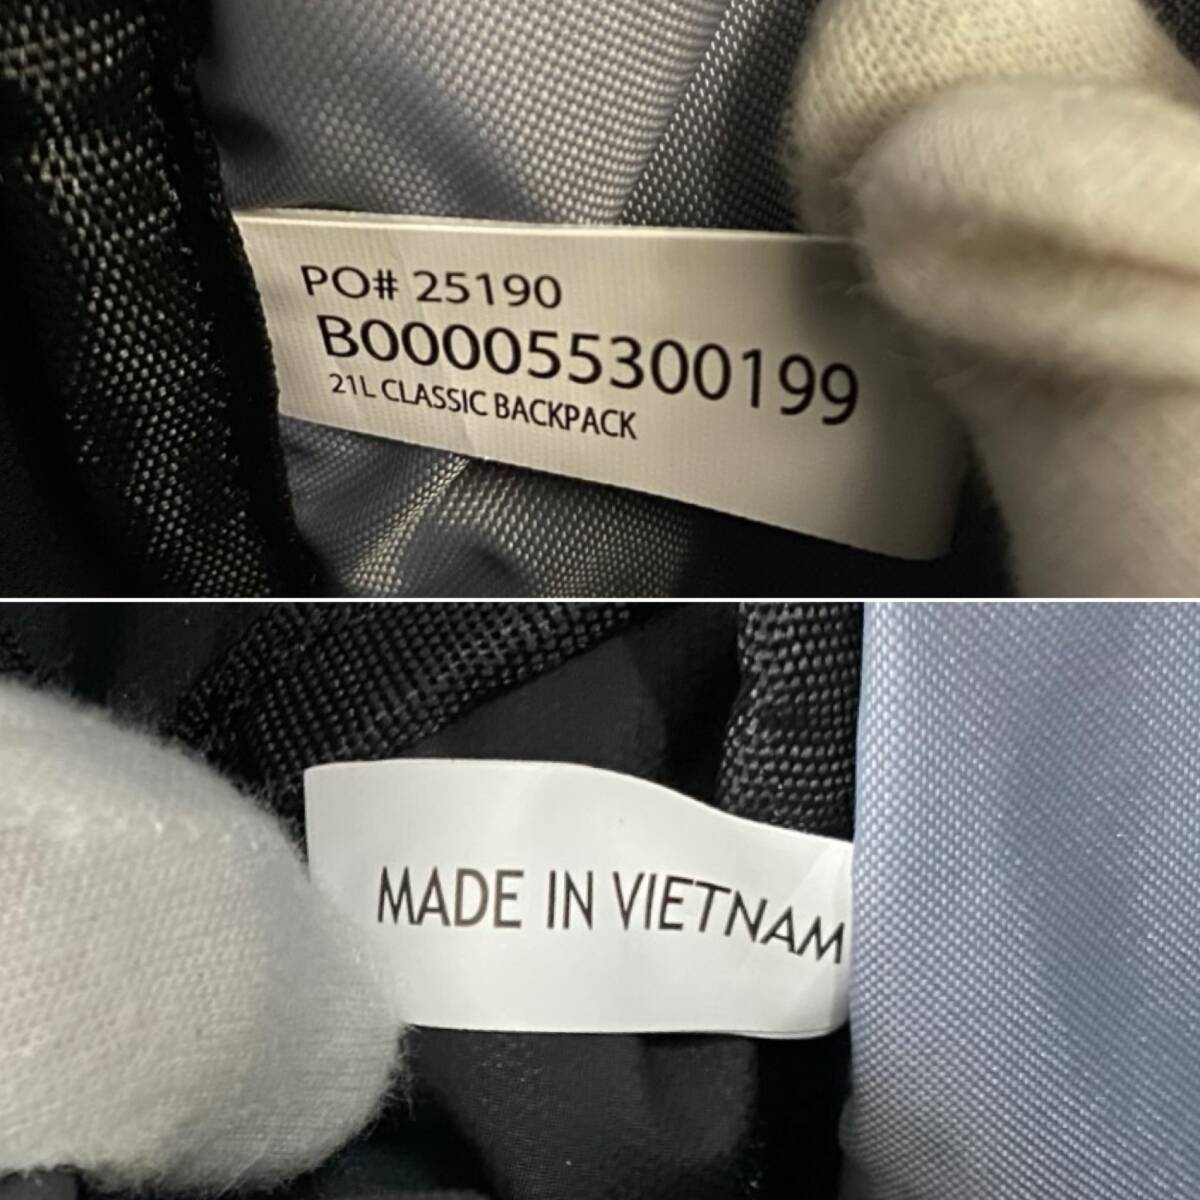 PO# 25190
B000055300199
21L CLASSIC BACKPACK
MADE IN VIETNAM